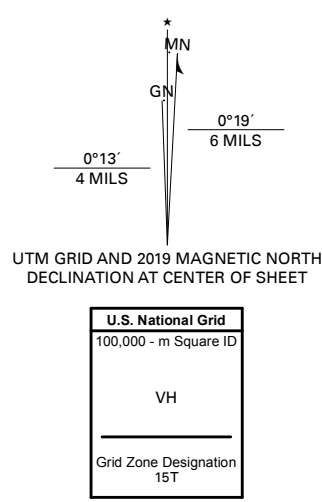 ★
MN
GN
0°19´
6 MILS
0°13´
4 MILS
UTM GRID AND 2019 MAGNETIC NORTH
DECLINATION AT CENTER OF SHEET
U.S. National Grid
100,000 - m Square ID
VH
Grid Zone Designation
15T